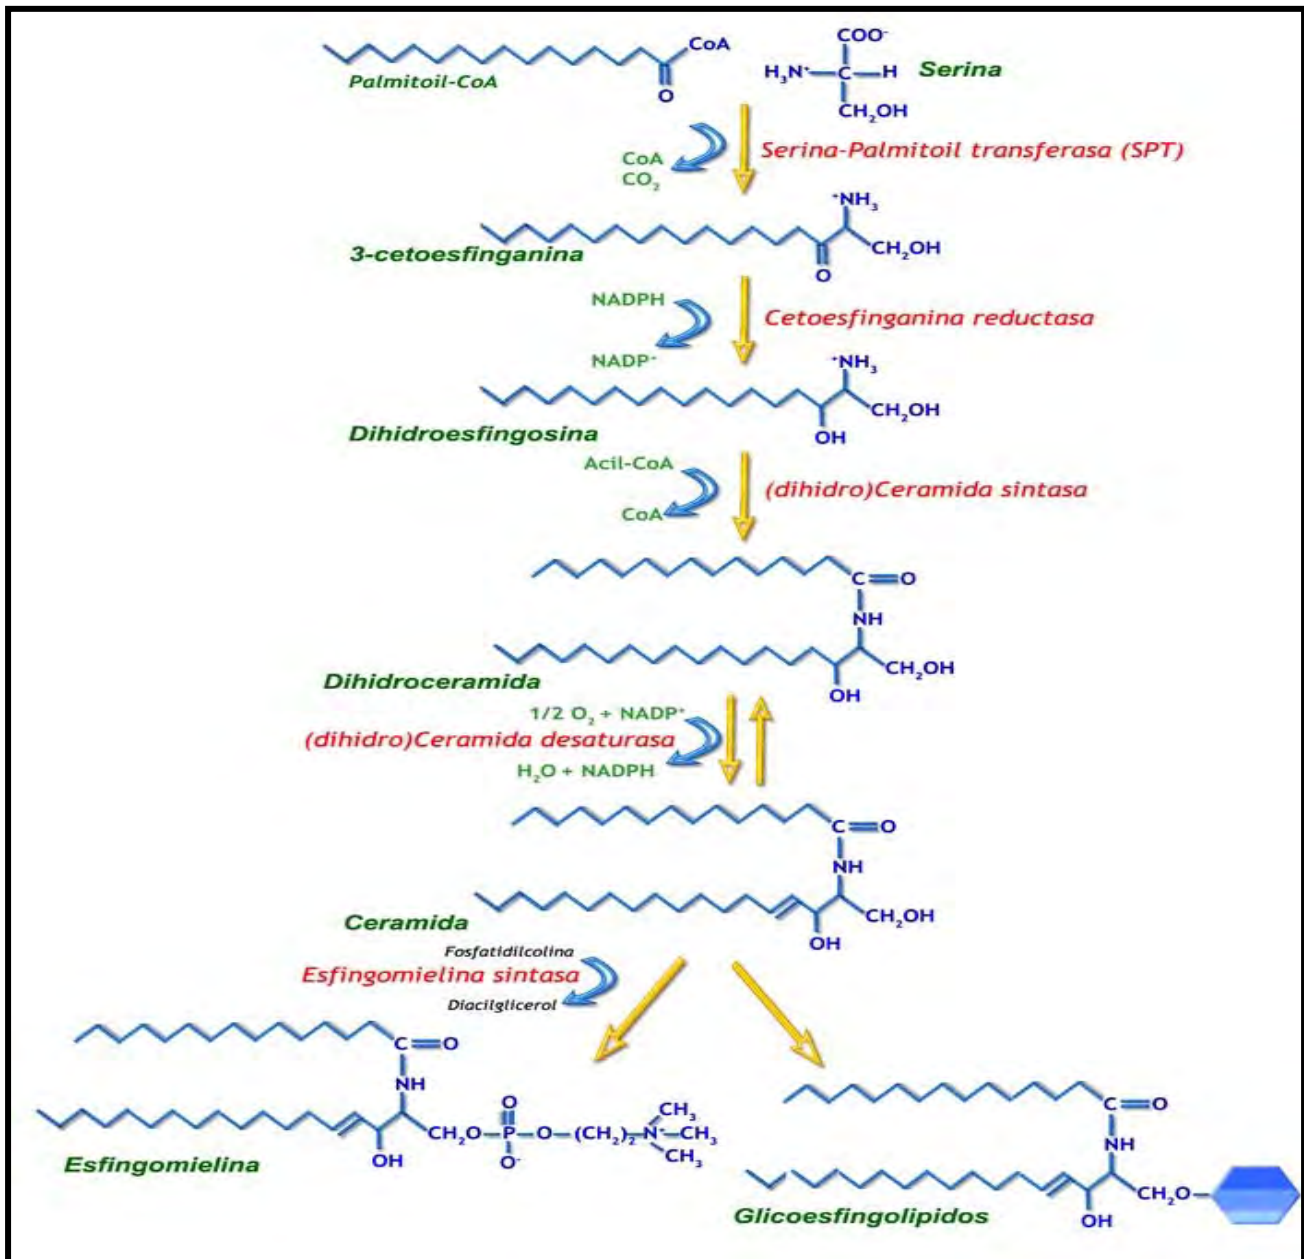 CoA
O
Palmitoil-CoA
COO⁻
H₃N⁺ C H
CH₂OH
Serina
CoA
CO₂
Serina-Palmitoil transferasa (SPT)
⁺NH₃
CH₂OH
O
3-cetoesfinganina
NADPH
NADP⁺
Cetoesfinganina reductasa
⁺NH₃
CH₂OH
OH
Dihidroesfingosina
Acil-CoA
CoA
(dihidro)Ceramida sintasa
C O
NH
CH₂OH
OH
Dihidroceramida
1/2 O₂ + NADP⁺
(dihidro)Ceramida desaturasa
H₂O + NADPH
C O
NH
CH₂OH
OH
Ceramida
Fosfatidilcolina
Esfingomielina sintasa
Diacilglicerol
C O
NH
O CH₃
CH₂O P O (CH₂)₂ N⁺ CH₃
OH O⁻ CH₃
Esfingomielina
C O
NH
CH₂O
OH
Glicoesfingolipidos